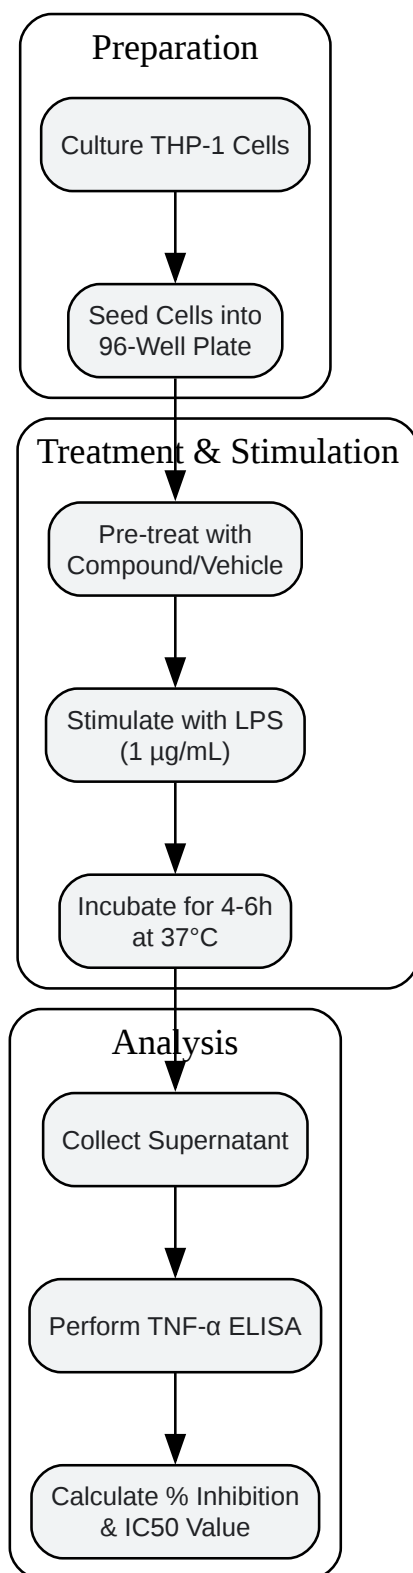 Preparation
Culture THP-1 Cells
Seed Cells into
96-Well Plate
Treatment & Stimulation
Pre-treat with
Compound/Vehicle
Stimulate with LPS
(1 µg/mL)
Incubate for 4-6h
at 37°C
Analysis
Collect Supernatant
Perform TNF-α ELISA
Calculate % Inhibition
& IC50 Value